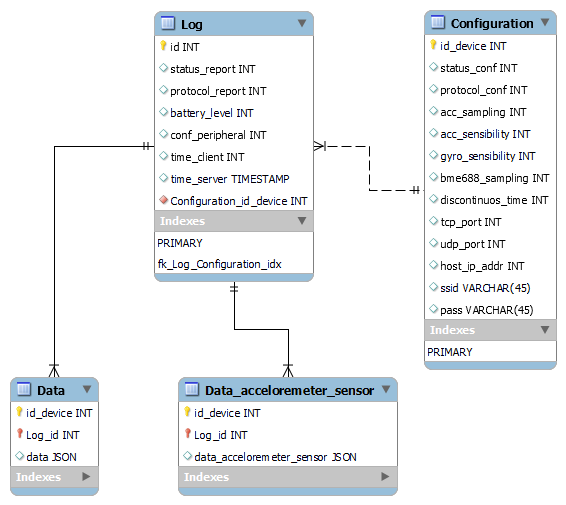 Log
id INT
status_report INT
protocol_report INT
battery_level INT
conf_peripheral INT
time_client INT
time_server TIMESTAMP
Configuration_id_device INT
Indexes
PRIMARY
fk_Log_Configuration_idx
Configuration
id_device INT
status_conf INT
protocol_conf INT
acc_sampling INT
acc_sensibility INT
gyro_sensibility INT
bme688_sampling INT
discontinuos_time INT
tcp_port INT
udp_port INT
host_ip_addr INT
ssid VARCHAR(45)
pass VARCHAR(45)
Indexes
PRIMARY
Data
id_device INT
Log_id INT
data JSON
Indexes
Data_acceloremeter_sensor
id_device INT
Log_id INT
data_acceloremeter_sensor JSON
Indexes